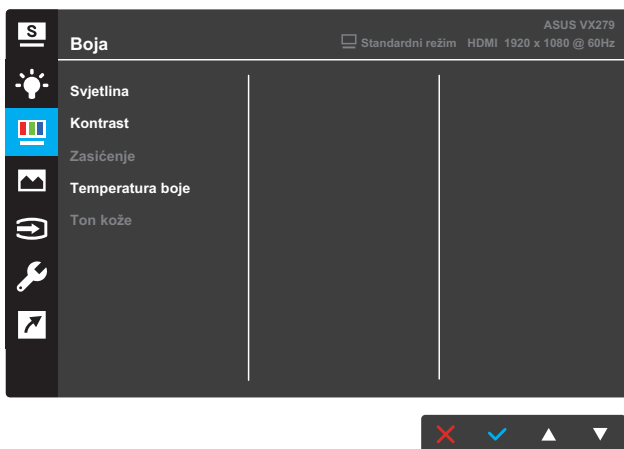 S
ASUS VX279
Boja
Standardni režim HDMI 1920 x 1080 @ 60Hz
Svjetlina
Kontrast
Zasićenje
Temperatura boje
Ton kože